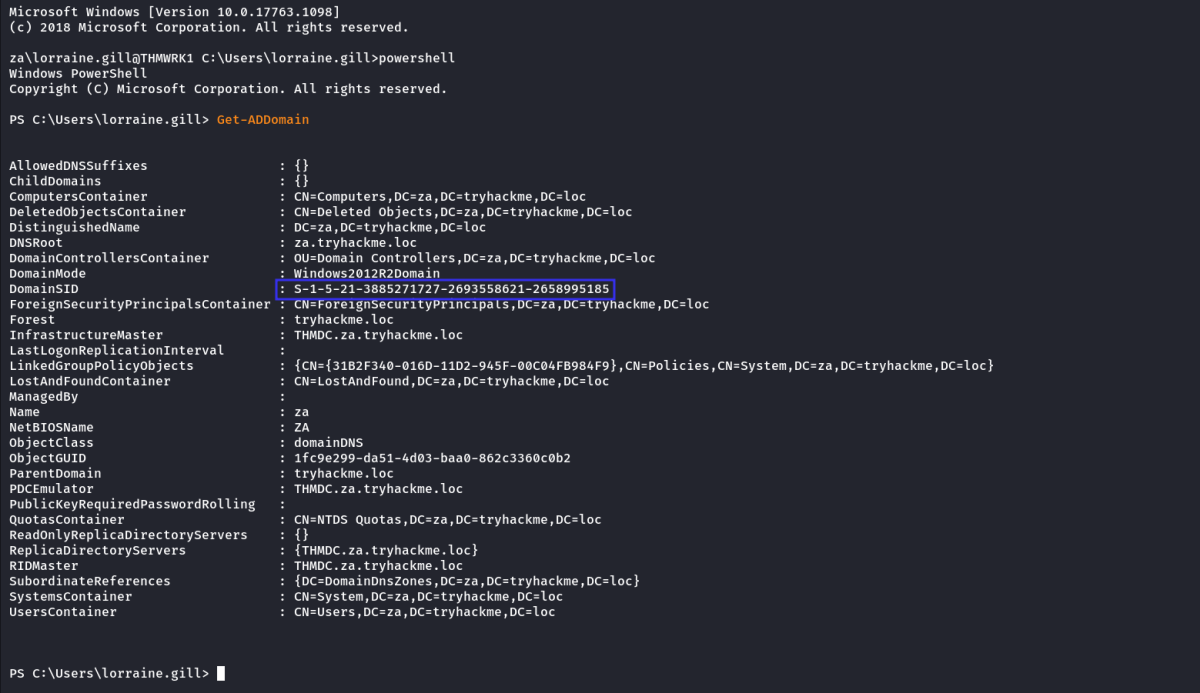 Microsoft Windows [Version 10.0.17763.1098]
(c) 2018 Microsoft Corporation. All rights reserved.
za\lorraine.gill@THMWRK1 C:\Users\lorraine.gill>powershell
Windows PowerShell
Copyright (C) Microsoft Corporation. All rights reserved.
PS C:\Users\lorraine.gill> Get-ADDomain
AllowedDNSSuffixes : {}
ChildDomains : {}
ComputersContainer : CN=Computers,DC=za,DC=tryhackme,DC=loc
DeletedObjectsContainer : CN=Deleted Objects,DC=za,DC=tryhackme,DC=loc
DistinguishedName : DC=za,DC=tryhackme,DC=loc
DNSRoot : za.tryhackme.loc
DomainControllersContainer : OU=Domain Controllers,DC=za,DC=tryhackme,DC=loc
DomainMode : Windows2012R2Domain
DomainSID : S-1-5-21-3885271727-2693558621-2658995185
ForeignSecurityPrincipalsContainer : CN=ForeignSecurityPrincipals,DC=za,DC=tryhackme,DC=loc
Forest : tryhackme.loc
InfrastructureMaster : THMDC.za.tryhackme.loc
LastLogonReplicationInterval :
LinkedGroupPolicyObjects : {CN={31B2F340-016D-11D2-945F-00C04FB984F9},CN=Policies,CN=System,DC=za,DC=tryhackme,DC=loc}
LostAndFoundContainer : CN=LostAndFound,DC=za,DC=tryhackme,DC=loc
ManagedBy :
Name : za
NetBIOSName : ZA
ObjectClass : domainDNS
ObjectGUID : 1fc9e299-da51-4d03-baa0-862c3360c0b2
ParentDomain : tryhackme.loc
PDCEmulator : THMDC.za.tryhackme.loc
PublicKeyRequiredPasswordRolling :
QuotasContainer : CN=NTDS Quotas,DC=za,DC=tryhackme,DC=loc
ReadOnlyReplicaDirectoryServers : {}
ReplicaDirectoryServers : {THMDC.za.tryhackme.loc}
RIDMaster : THMDC.za.tryhackme.loc
SubordinateReferences : {DC=DomainDnsZones,DC=za,DC=tryhackme,DC=loc}
SystemsContainer : CN=System,DC=za,DC=tryhackme,DC=loc
UsersContainer : CN=Users,DC=za,DC=tryhackme,DC=loc
PS C:\Users\lorraine.gill>